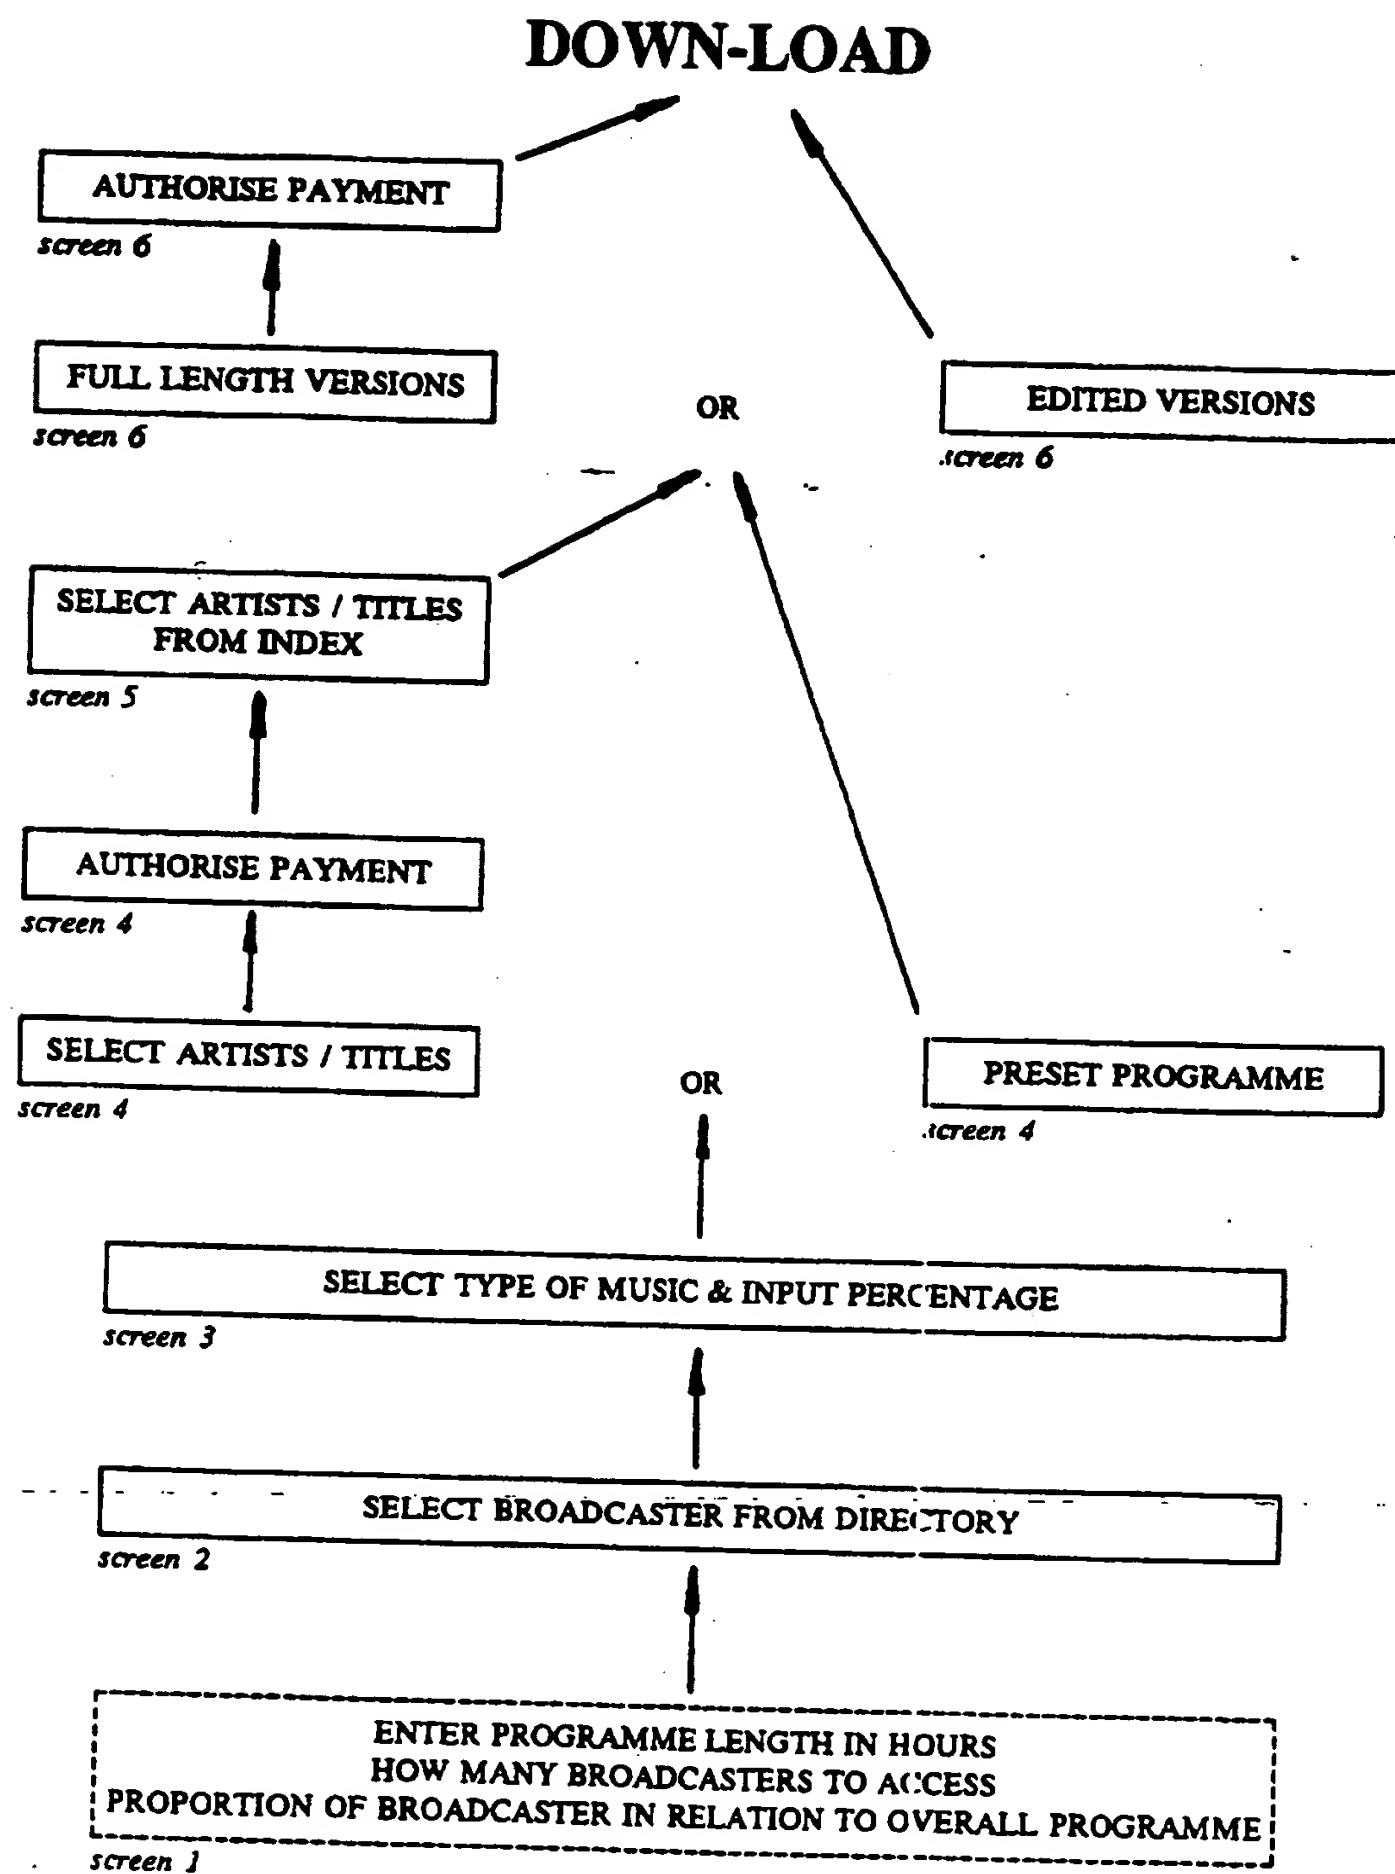 DOWN-LOAD
AUTHORISE PAYMENT
screen 6
FULL LENGTH VERSIONS
screen 6
OR
EDITED VERSIONS
screen 6
SELECT ARTISTS / TITLES
FROM INDEX
screen 5
AUTHORISE PAYMENT
screen 4
SELECT ARTISTS / TITLES
screen 4
OR
PRESET PROGRAMME
screen 4
SELECT TYPE OF MUSIC & INPUT PERCENTAGE
screen 3
SELECT BROADCASTER FROM DIRECTORY
screen 2
ENTER PROGRAMME LENGTH IN HOURS
HOW MANY BROADCASTERS TO ACCESS
PROPORTION OF BROADCASTER IN RELATION TO OVERALL PROGRAMME
screen 1